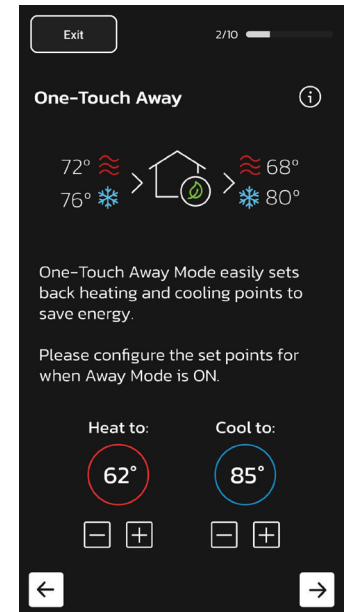 Exit 2/10
One-Touch Away
72° 68°
76° 80°
One-Touch Away Mode easily sets
back heating and cooling points to
save energy.
Please configure the set points for
when Away Mode is ON.
Heat to: Cool to:
62° 85°